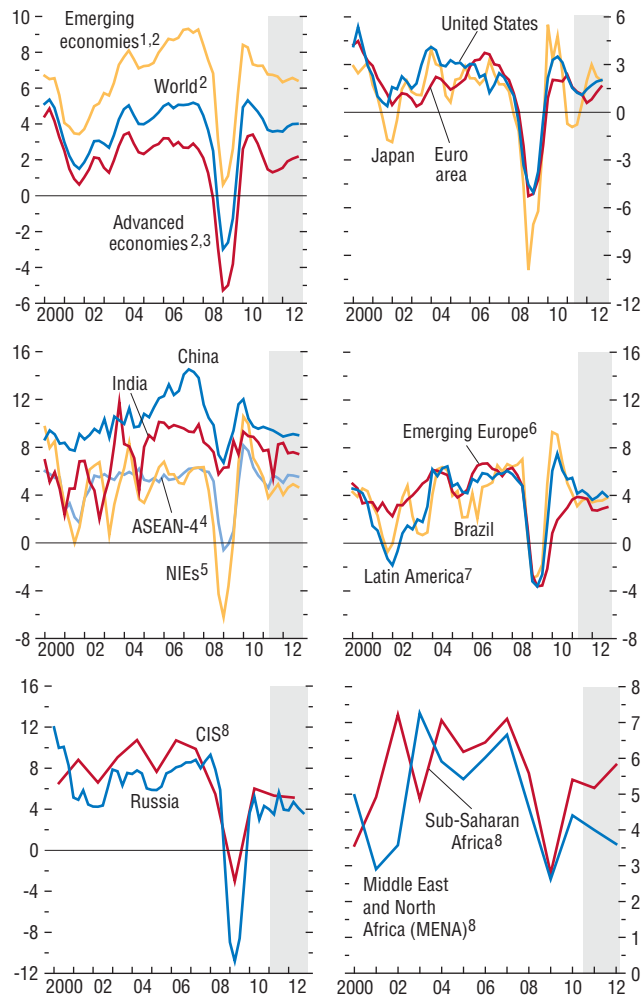 10
8
6
4
2
0
-2
-4
-6
Emerging
economies1,2
World2
Advanced
economies2,3
2000 02 04 06 08 10 12
6
3
0
-3
-6
-9
-12
United States
Japan
Euro
area
2000 02 04 06 08 10 12
16
12
8
4
0
-4
-8
China
India
ASEAN-44
NIEs5
2000 02 04 06 08 10 12
16
12
8
4
0
-4
-8
Emerging Europe6
Brazil
Latin America7
2000 02 04 06 08 10 12
16
12
8
4
0
-4
-8
-12
CIS8
Russia
2000 02 04 06 08 10 12
8
7
6
5
4
3
2
1
0
Sub-Saharan
Africa8
Middle East
and North
Africa (MENA)8
2000 02 04 06 08 10 12